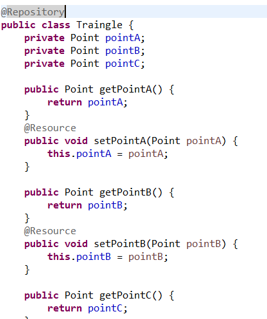 @Repository
public class Traingle {
private Point pointA;
private Point pointB;
private Point pointC;
public Point getPointA() {
return pointA;
}
@Resource
public void setPointA(Point pointA) {
this.pointA = pointA;
}
public Point getPointB() {
return pointB;
}
@Resource
public void setPointB(Point pointB) {
this.pointB = pointB;
}
public Point getPointC() {
return pointC;